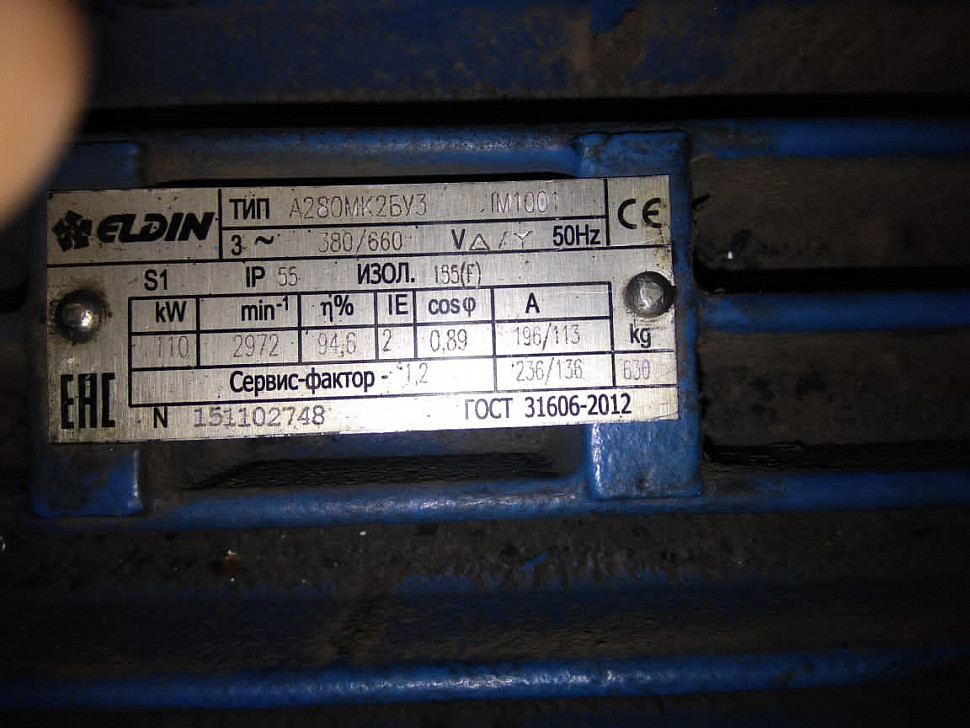 ELDIN
ТИП А280МК2БУ3 IM1001
3 ~ 380/660 V △/Y 50Hz
CE
S1 IP 55 ИЗОЛ. 155(F)
kW min-1 η% IE cosφ A
110 2972 94,6 2 0,89 196/113 kg
Сервис-фактор - 1,2 236/136 630
EAC
N 151102748 ГОСТ 31606-2012